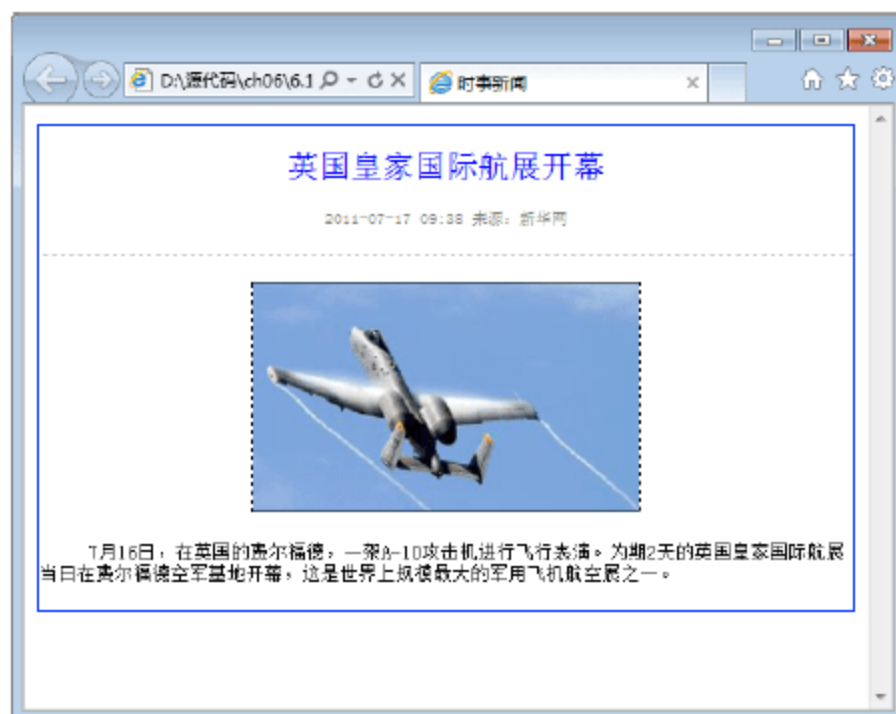 D:\源代码\ch06\6.1
时事新闻
英国皇家国际航展开幕
2011-07-17 09:38 来源：新华网
7月16日，在英国的费尔福德，一架A-10攻击机进行飞行表演。为期2天的英国皇家国际航展
当日在费尔福德空军基地开幕，这是世界上规模最大的军用飞机航空展之一。